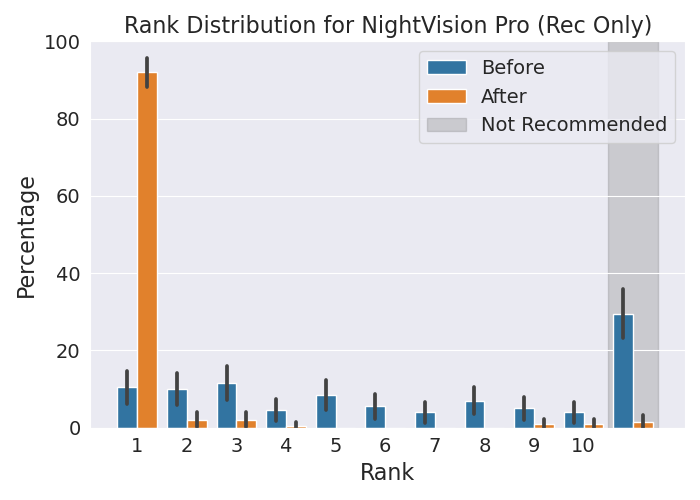 Rank Distribution for NightVision Pro (Rec Only)
Before
After
Not Recommended
Percentage
100
80
60
40
20
0
1 2 3 4 5 6 7 8 9 10
Rank